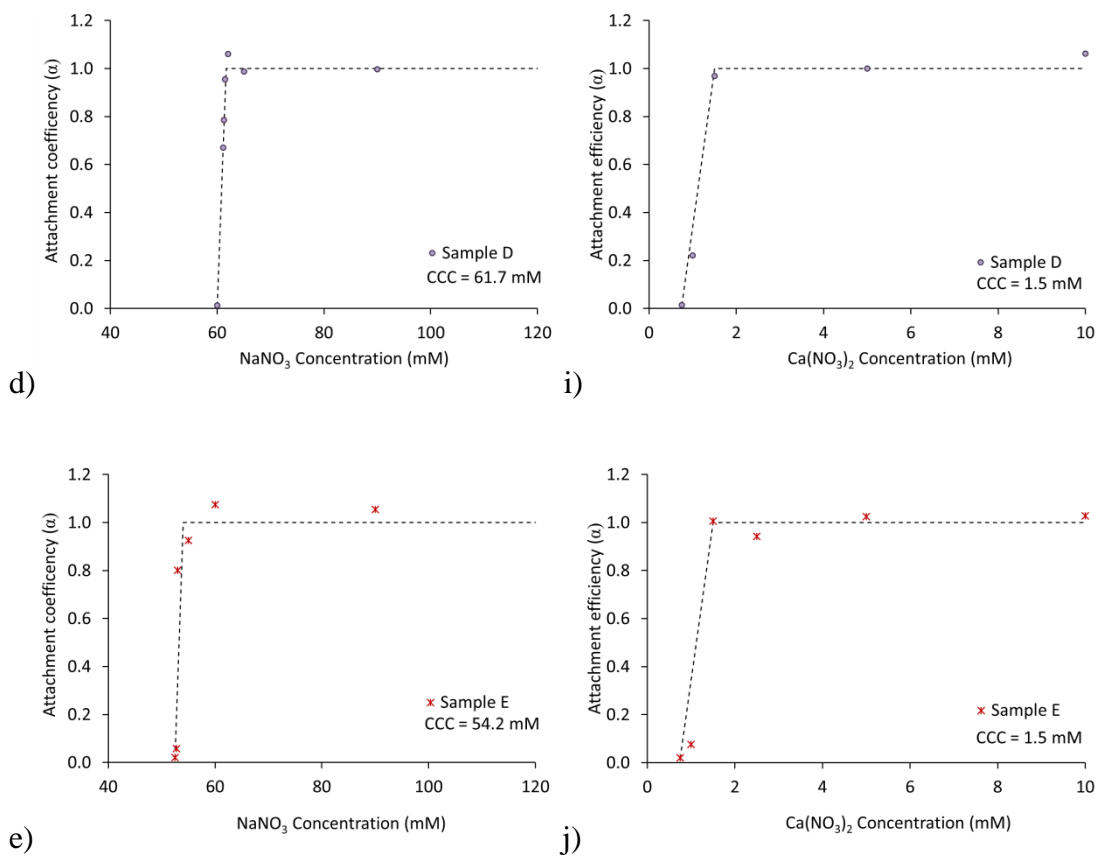 Attachment coefficency (α)
1.2
1.0
0.8
0.6
0.4
0.2
0.0
Sample D
CCC = 61.7 mM
40 60 80 100 120
NaNO₃ Concentration (mM)
d)
Attachment efficiency (α)
1.2
1.0
0.8
0.6
0.4
0.2
0.0
Sample D
CCC = 1.5 mM
0 2 4 6 8 10
Ca(NO₃)₂ Concentration (mM)
i)
Attachment coefficency (α)
1.2
1.0
0.8
0.6
0.4
0.2
0.0
Sample E
CCC = 54.2 mM
40 60 80 100 120
NaNO₃ Concentration (mM)
e)
Attachment efficiency (α)
1.2
1.0
0.8
0.6
0.4
0.2
0.0
Sample E
CCC = 1.5 mM
0 2 4 6 8 10
Ca(NO₃)₂ Concentration (mM)
j)